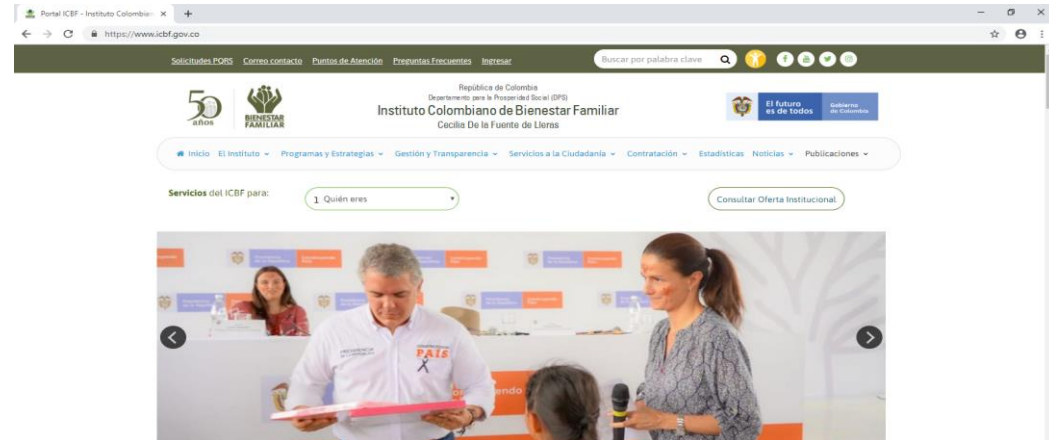 Portal ICBF - Instituto Colombian
https://www.icbf.gov.co
Solicitudes PQRS Correo contacto Puntos de Atención Preguntas Frecuentes Ingresar Buscar por palabra clave
República de Colombia
Departamento para la Prosperidad Social (DPS)
Instituto Colombiano de Bienestar Familiar
Cecilia De la Fuente de Lleras
50 años
BIENESTAR FAMILIAR
El futuro es de todos
Gobierno de Colombia
Inicio El Instituto Programas y Estrategias Gestión y Transparencia Servicios a la Ciudadanía Contratación Estadísticas Noticias Publicaciones
Servicios del ICBF para: 1 Quién eres Consultar Oferta Institucional
PRESIDENCIA
PAÍS